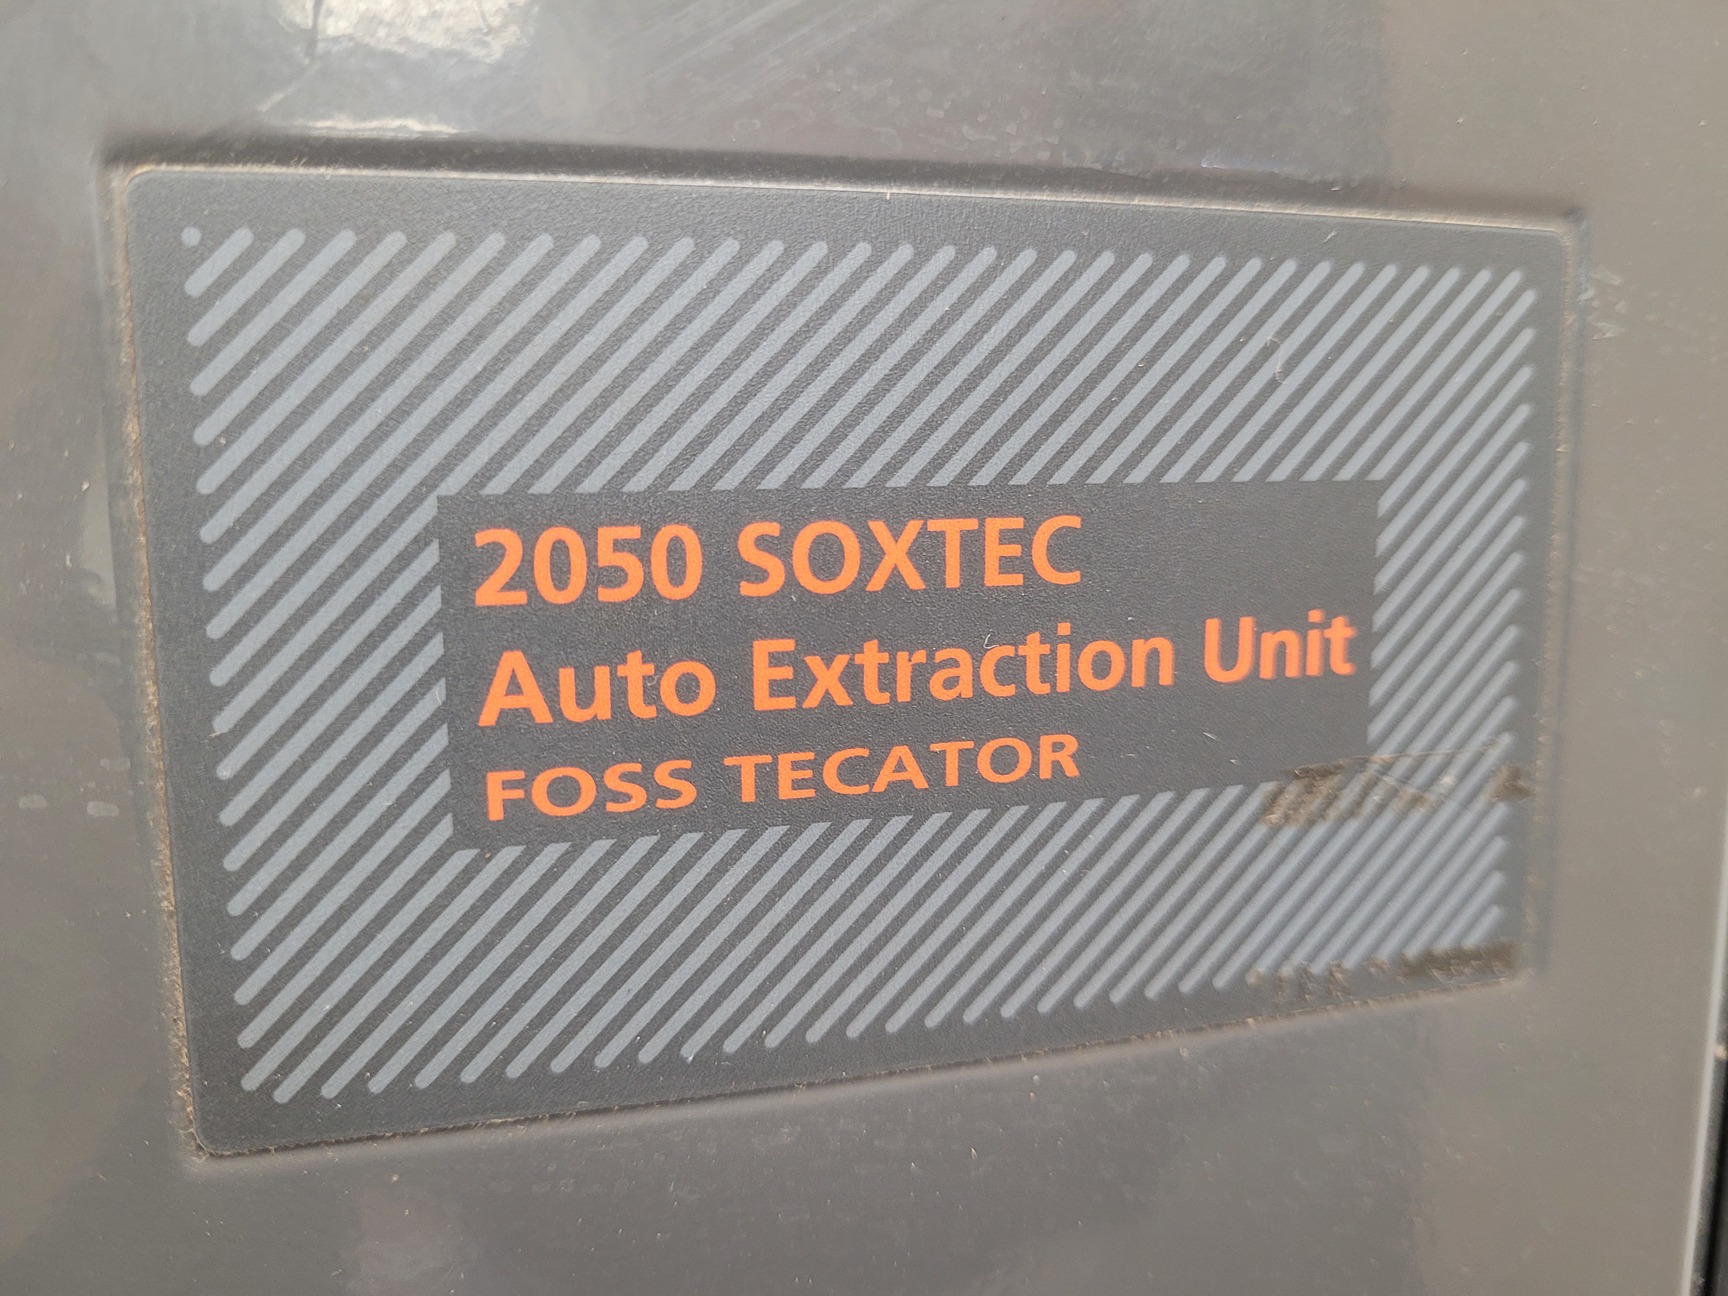 2050 SOXTEC
Auto Extraction Unit
FOSS TECATOR